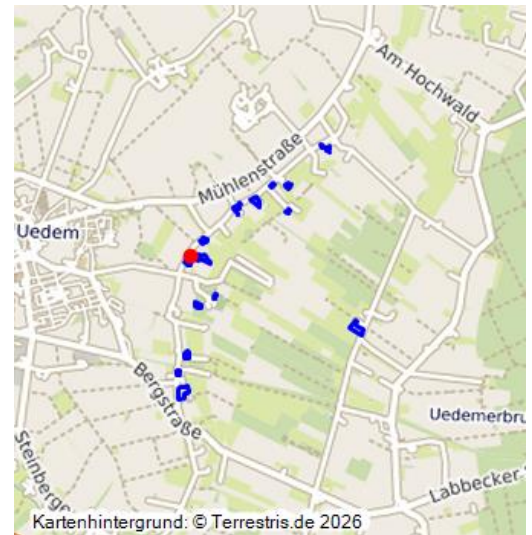 Am Hochwald
Mühlenstraße
Uedem
Bergstraße
Uedemerbru
Steinberge
Labbecker
Kartenhintergrund: © Terrestris.de 2026